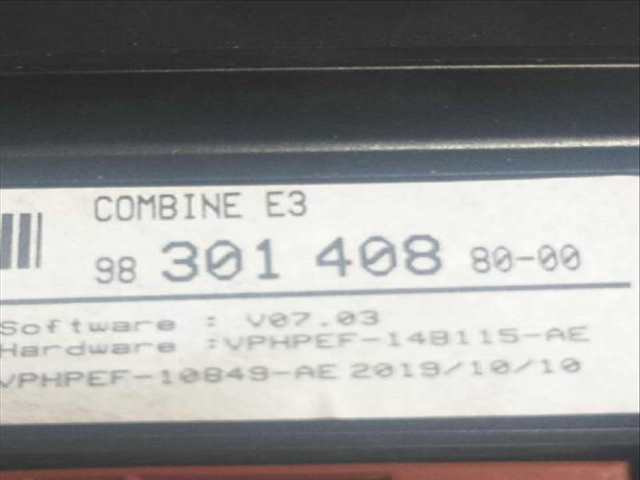 COMBINE E3
98 301 408 80-00
Software : V07.03
Hardware :VPHPEF-14B115-AE
VPHPEF-10849-AE 2019/10/10